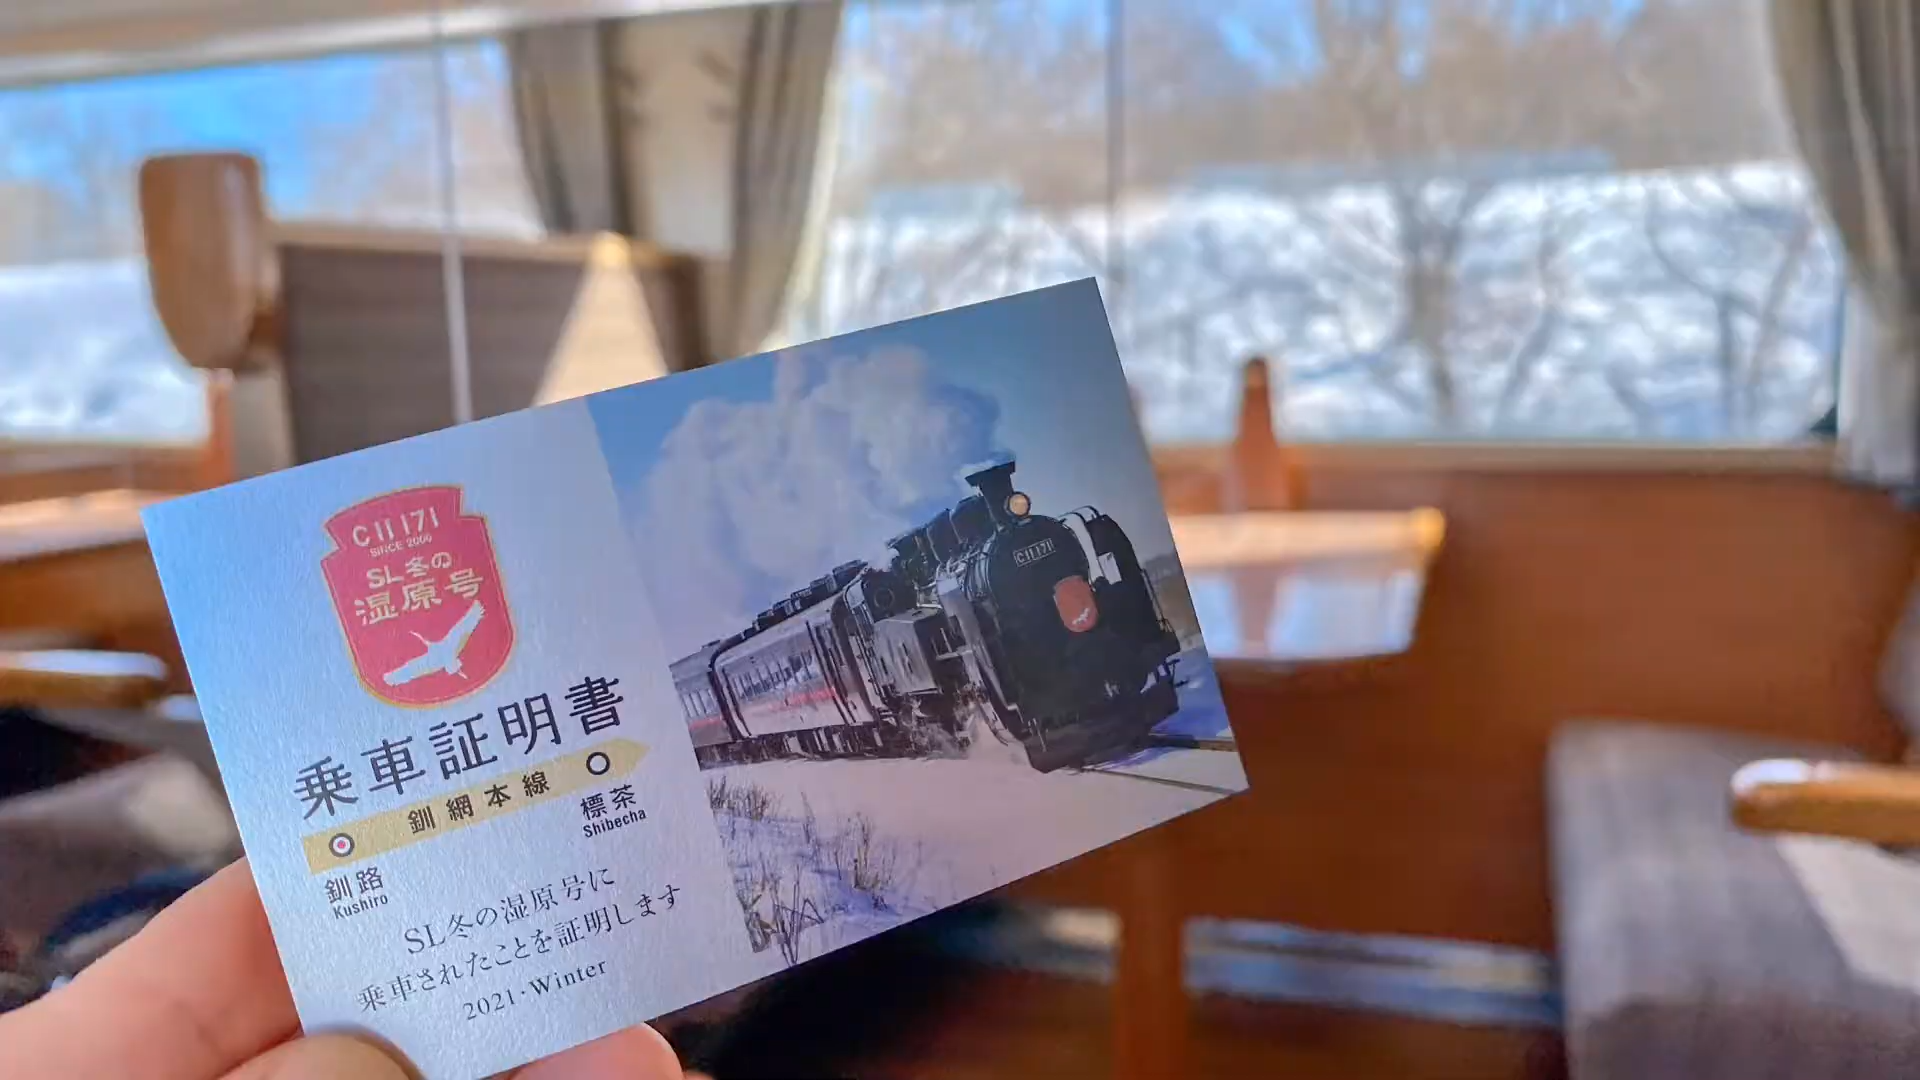 C11 171
SINCE 2000
SL冬の
湿原号
乗車証明書
釧網本線
標茶
Shibecha
釧路
Kushiro
SL冬の湿原号に
乗車されたことを証明します
2021・Winter
C11171